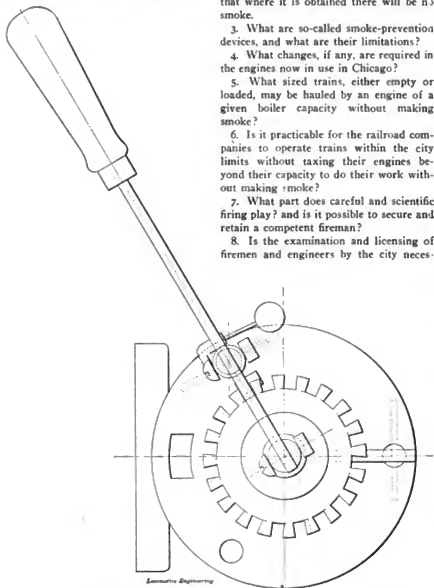 that where it is obtained there will be no
smoke.
3. What are so-called smoke-prevention
devices, and what are their limitations?
4. What changes, if any, are required in
the engines now in use in Chicago?
5. What sized trains, either empty or
loaded, may be hauled by an engine of a
given boiler capacity without making
smoke?
6. Is it practicable for the railroad com-
panies to operate trains within the city
limits without taxing their engines be-
yond their capacity to do their work with-
out making smoke?
7. What part does careful and scientific
firing play? and is it possible to secure and
retain a competent fireman?
8. Is the examination and licensing of
firemen and engineers by the city neces-
Locomotive Engineering